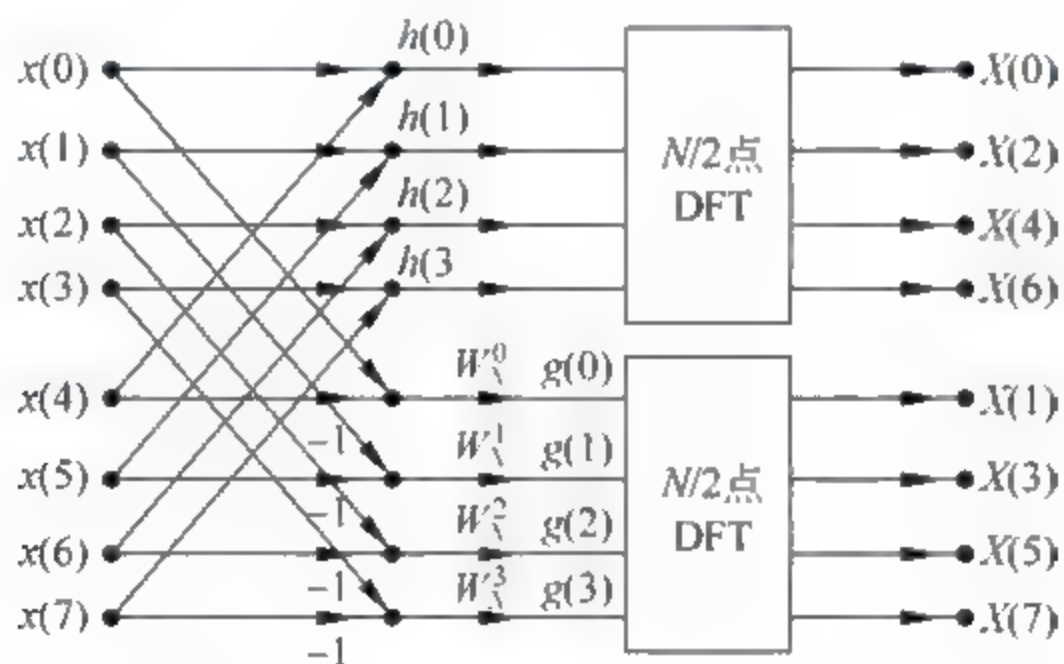 h(0)
x(0) X(0)
h(1)
x(1) N/2点 X(2)
h(2) DFT
x(2) X(4)
h(3
x(3) X(6)
W_N^0 g(0)
x(4) X(1)
-1 W_N^1 g(1)
x(5) N/2点 X(3)
-1 W_N^2 g(2) DFT
x(6) X(5)
-1 W_N^3 g(3)
x(7) X(7)
-1